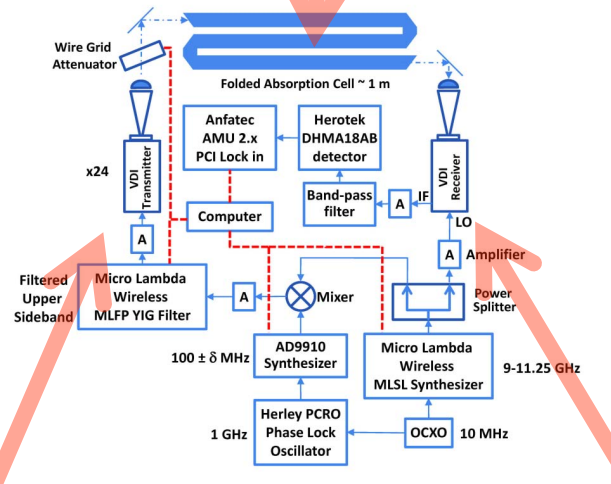 Wire Grid
Attenuator
Folded Absorption Cell ~ 1 m
x24
VDI
Transmitter
Anfatec
AMU 2.x
PCI Lock in
Herotek
DHMA18AB
detector
VDI
Receiver
Band-pass
filter
A
IF
Computer
LO
A
A
Amplifier
Filtered
Upper
Sideband
Micro Lambda
Wireless
MLFP YIG Filter
A
Mixer
Power
Splitter
100 ± δ MHz
AD9910
Synthesizer
Micro Lambda
Wireless
MLSL Synthesizer
9-11.25 GHz
1 GHz
Herley PCRO
Phase Lock
Oscillator
OCXO
10 MHz